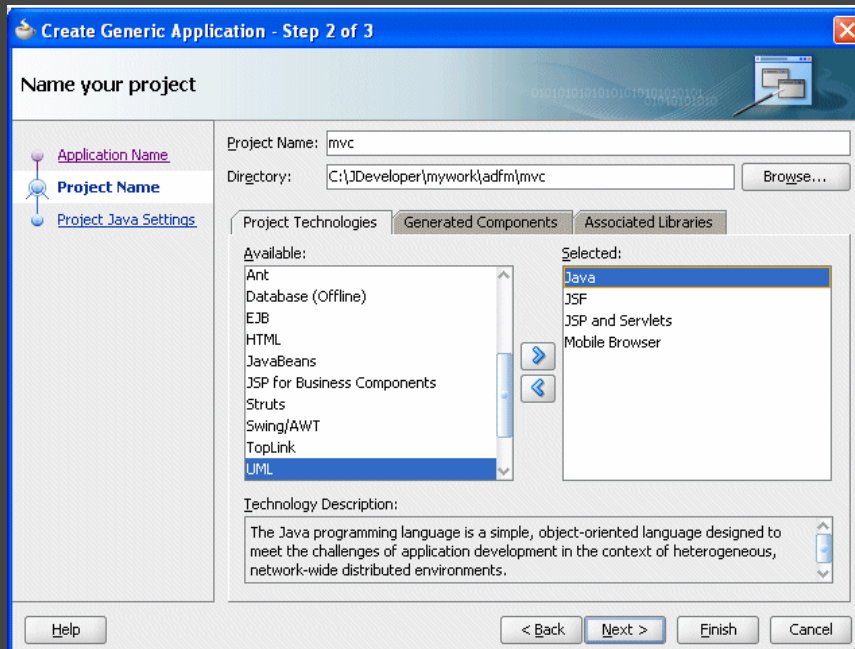 Create Generic Application - Step 2 of 3
Name your project
Application Name
Project Name
Project Java Settings
Project Name: mvc
Directory: C:\JDeveloper\mywork\adfm\mvc Browse...
Project Technologies Generated Components Associated Libraries
Available:
Ant
Database (Offline)
EJB
HTML
JavaBeans
JSP for Business Components
Struts
Swing/AWT
TopLink
UML
Selected:
Java
JSF
JSP and Servlets
Mobile Browser
Technology Description:
The Java programming language is a simple, object-oriented language designed to
meet the challenges of application development in the context of heterogeneous,
network-wide distributed environments.
Help < Back Next > Finish Cancel